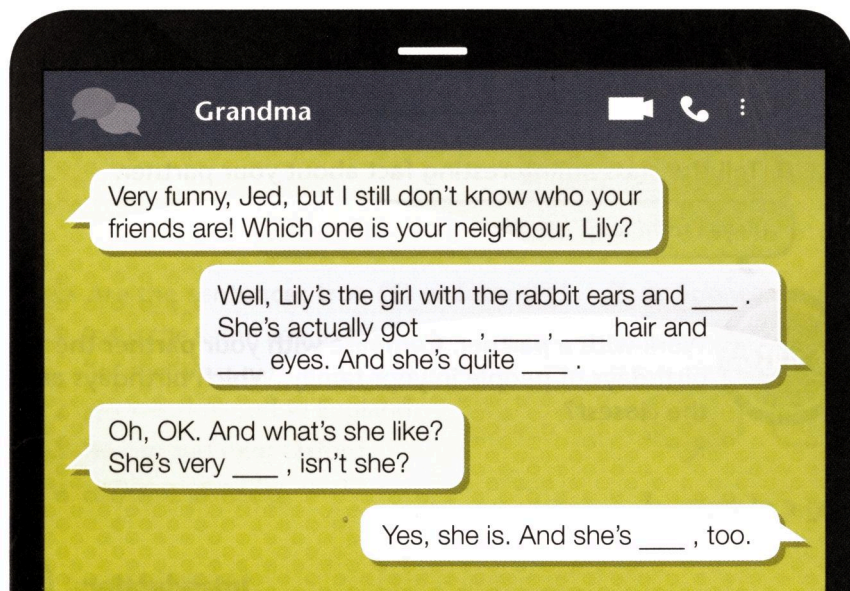 Grandma
Very funny, Jed, but I still don't know who your
friends are! Which one is your neighbour, Lily?
Well, Lily's the girl with the rabbit ears and ___ .
She's actually got ___ , ___ , ___ hair and
___ eyes. And she's quite ___ .
Oh, OK. And what's she like?
She's very ___ , isn't she?
Yes, she is. And she's ___ , too.